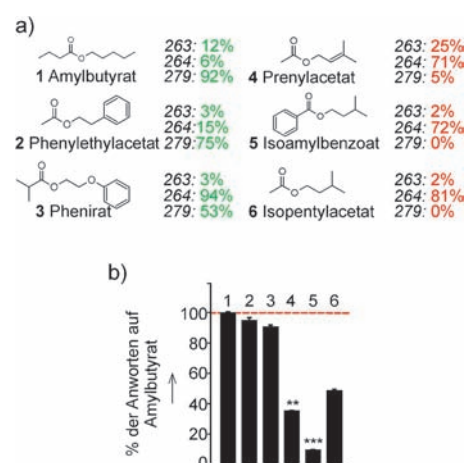 a)
263: 12%
264: 6%
279: 92%
1 Amylbutyrat
263: 25%
264: 71%
279: 5%
4 Prenylacetat
263: 3%
264: 15%
279: 75%
2 Phenylethylacetat
263: 2%
264: 72%
279: 0%
5 Isoamylbenzoat
263: 3%
264: 94%
279: 53%
3 Phenirat
263: 2%
264: 81%
279: 0%
6 Isopentylacetat
b)
% der Anworten auf
Amylbutyrat
1 2 3 4 5 6
100
80
60
40
20
0
**
***
O
O
O
O
O
O
O
O
O
O
O
O
O